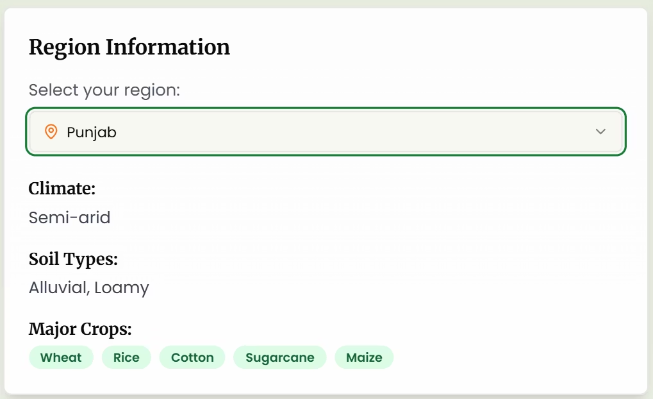 Region Information
Select your region:
Punjab
Climate:
Semi-arid
Soil Types:
Alluvial, Loamy
Major Crops:
Wheat Rice Cotton Sugarcane Maize